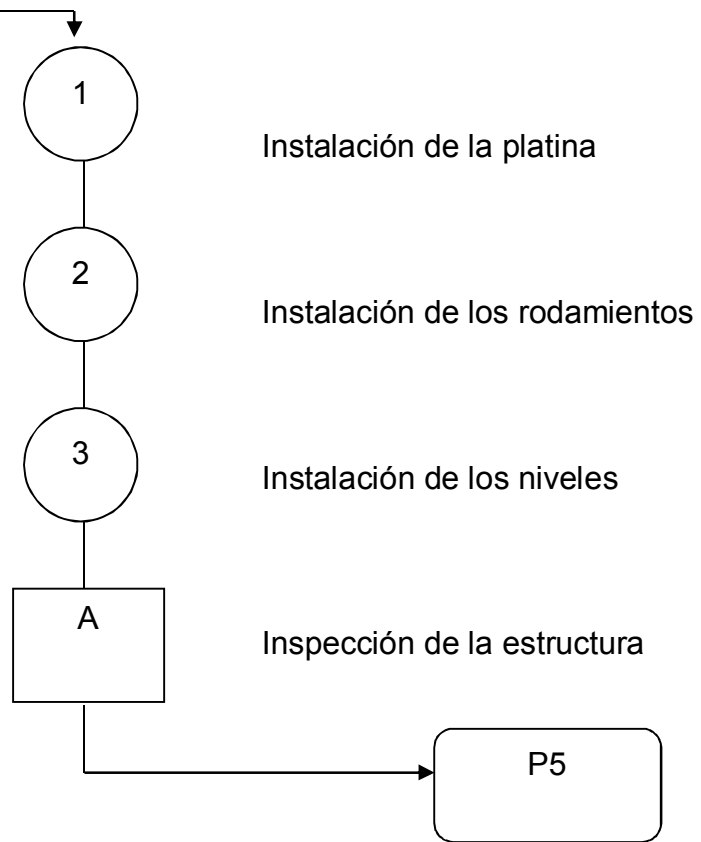 1
Instalación de la platina
2
Instalación de los rodamientos
3
Instalación de los niveles
A
Inspección de la estructura
P5